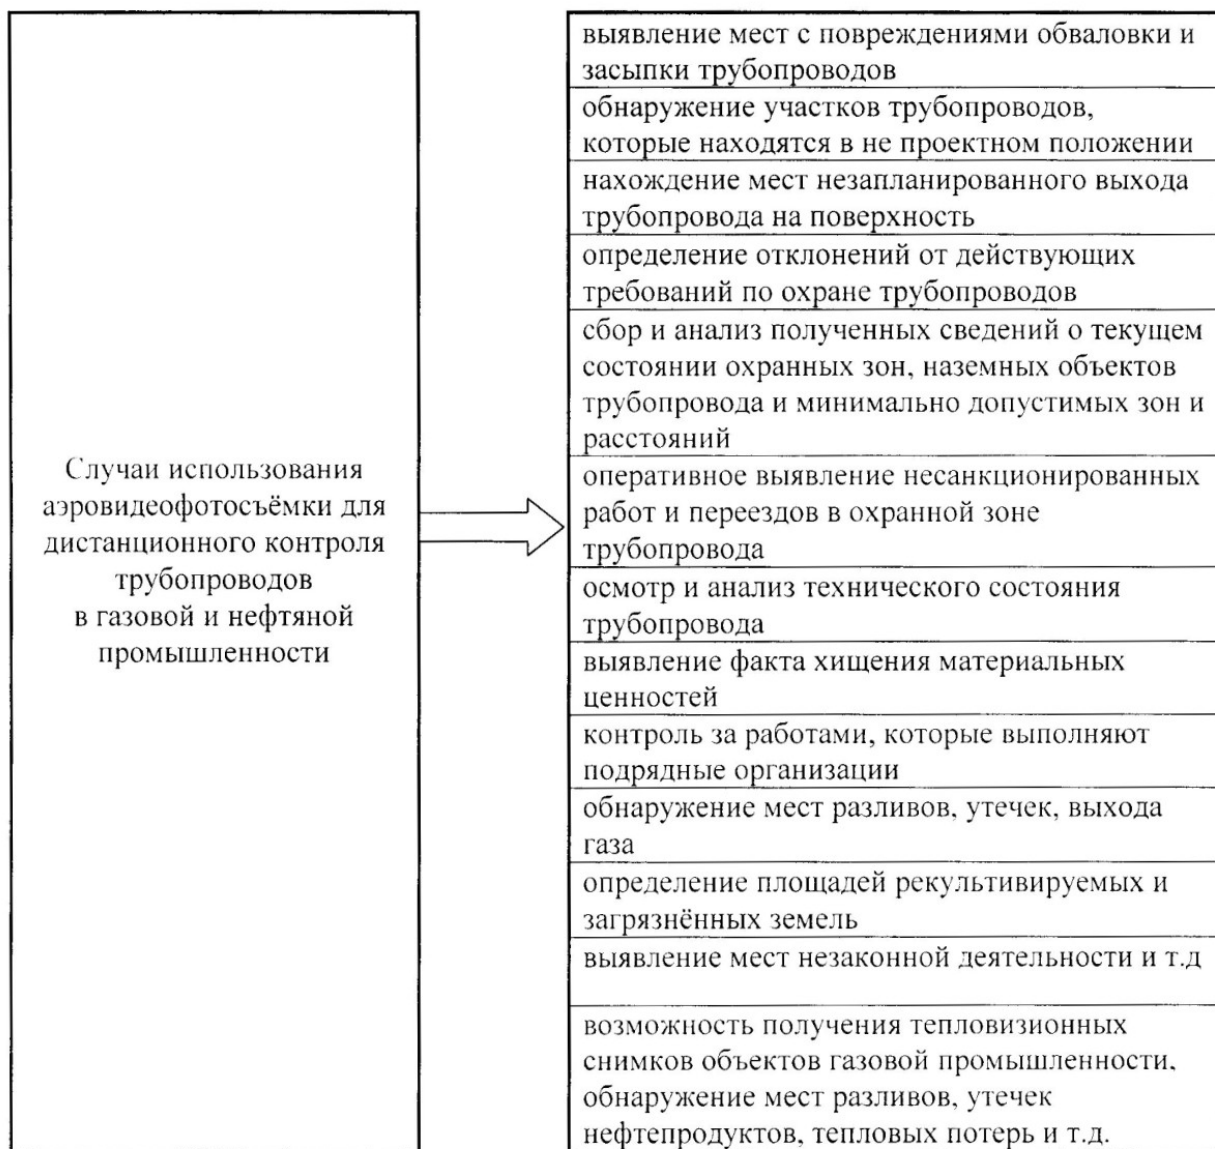 Случаи использования
аэровидеофотосъёмки для
дистанционного контроля
трубопроводов
в газовой и нефтяной
промышленности
выявление мест с повреждениями обваловки и
засыпки трубопроводов
обнаружение участков трубопроводов,
которые находятся в не проектном положении
нахождение мест незапланированного выхода
трубопровода на поверхность
определение отклонений от действующих
требований по охране трубопроводов
сбор и анализ полученных сведений о текущем
состоянии охранных зон, наземных объектов
трубопровода и минимально допустимых зон и
расстояний
оперативное выявление несанкционированных
работ и переездов в охранной зоне
трубопровода
осмотр и анализ технического состояния
трубопровода
выявление факта хищения материальных
ценностей
контроль за работами, которые выполняют
подрядные организации
обнаружение мест разливов, утечек, выхода
газа
определение площадей рекультивируемых и
загрязнённых земель
выявление мест незаконной деятельности и т.д
возможность получения тепловизионных
снимков объектов газовой промышленности,
обнаружение мест разливов, утечек
нефтепродуктов, тепловых потерь и т.д.